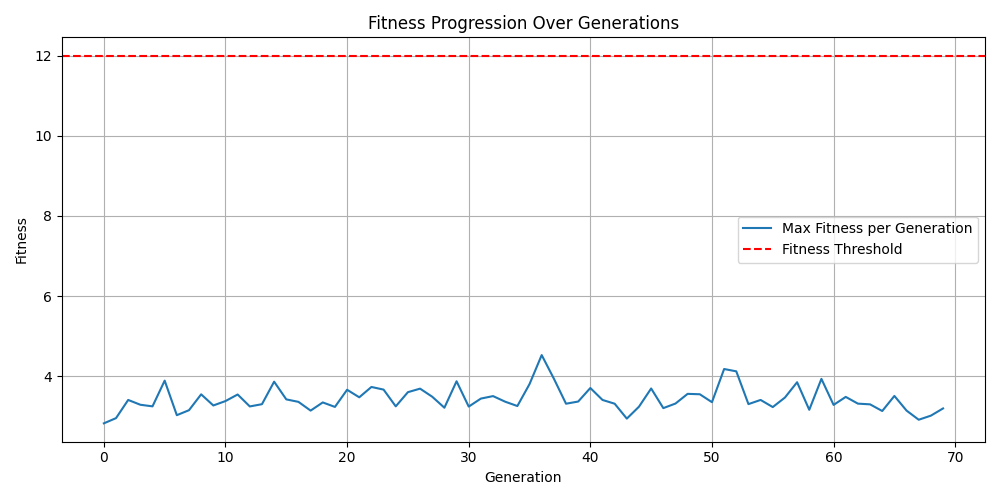 Fitness Progression Over Generations
Fitness
12
10
8
6
4
Max Fitness per Generation
Fitness Threshold
0 10 20 30 40 50 60 70
Generation